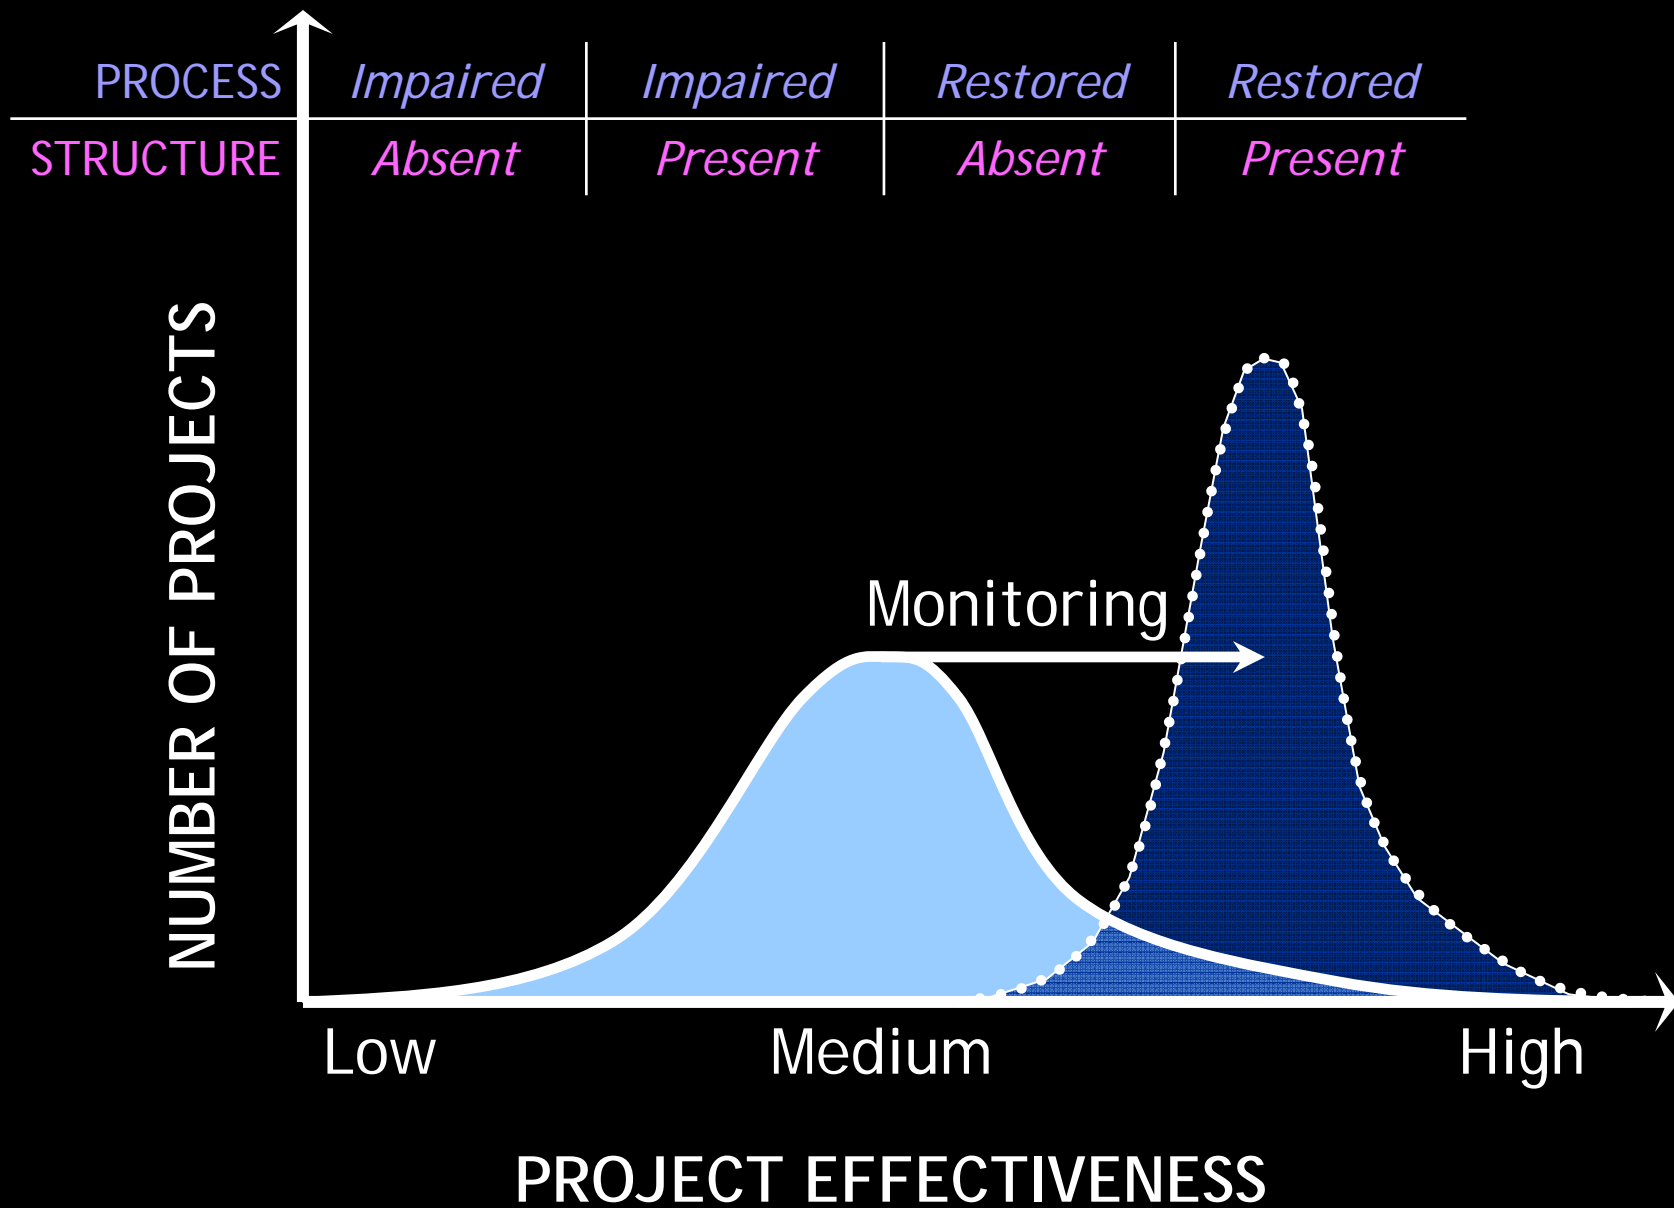 PROCESS Impaired Impaired Restored Restored
STRUCTURE Absent Present Absent Present
NUMBER OF PROJECTS
Monitoring
Low Medium High
PROJECT EFFECTIVENESS